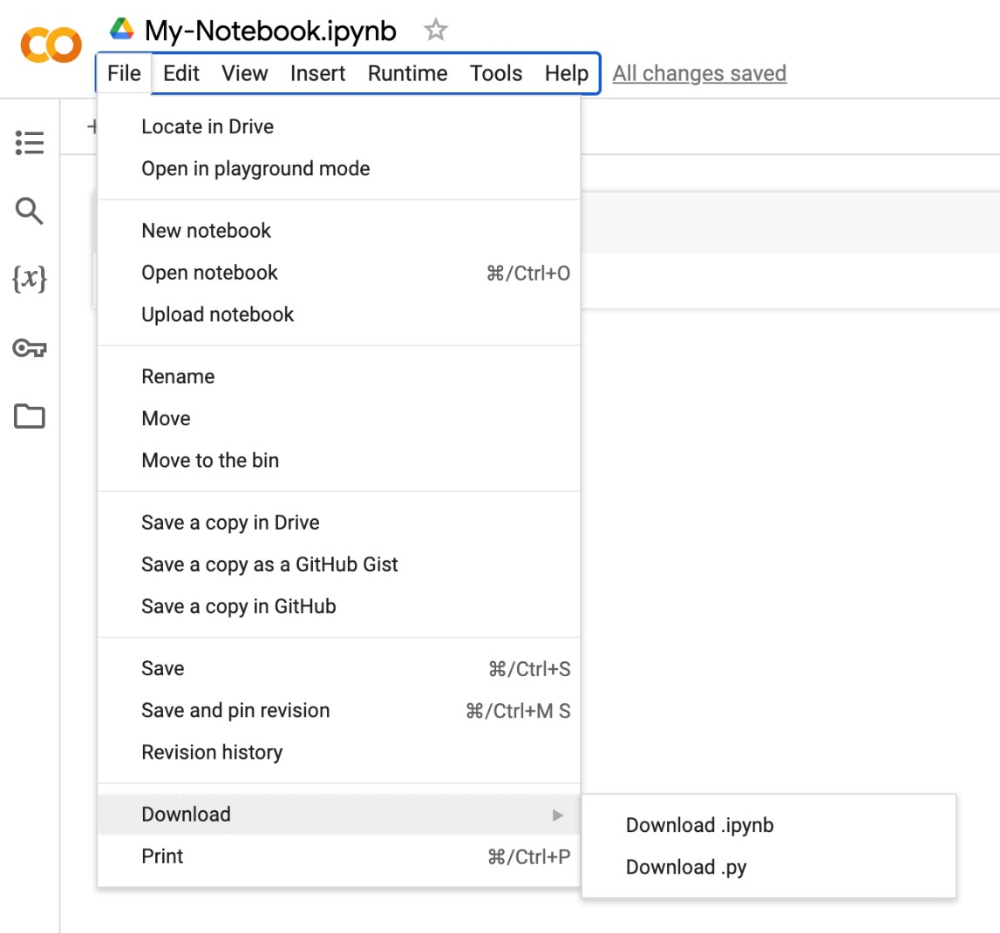 My-Notebook.ipynb
File Edit View Insert Runtime Tools Help All changes saved
+
Locate in Drive
Open in playground mode
New notebook
Open notebook ⌘/Ctrl+O
Upload notebook
Rename
Move
Move to the bin
Save a copy in Drive
Save a copy as a GitHub Gist
Save a copy in GitHub
Save ⌘/Ctrl+S
Save and pin revision ⌘/Ctrl+M S
Revision history
Download
Print ⌘/Ctrl+P
Download .ipynb
Download .py
{x}